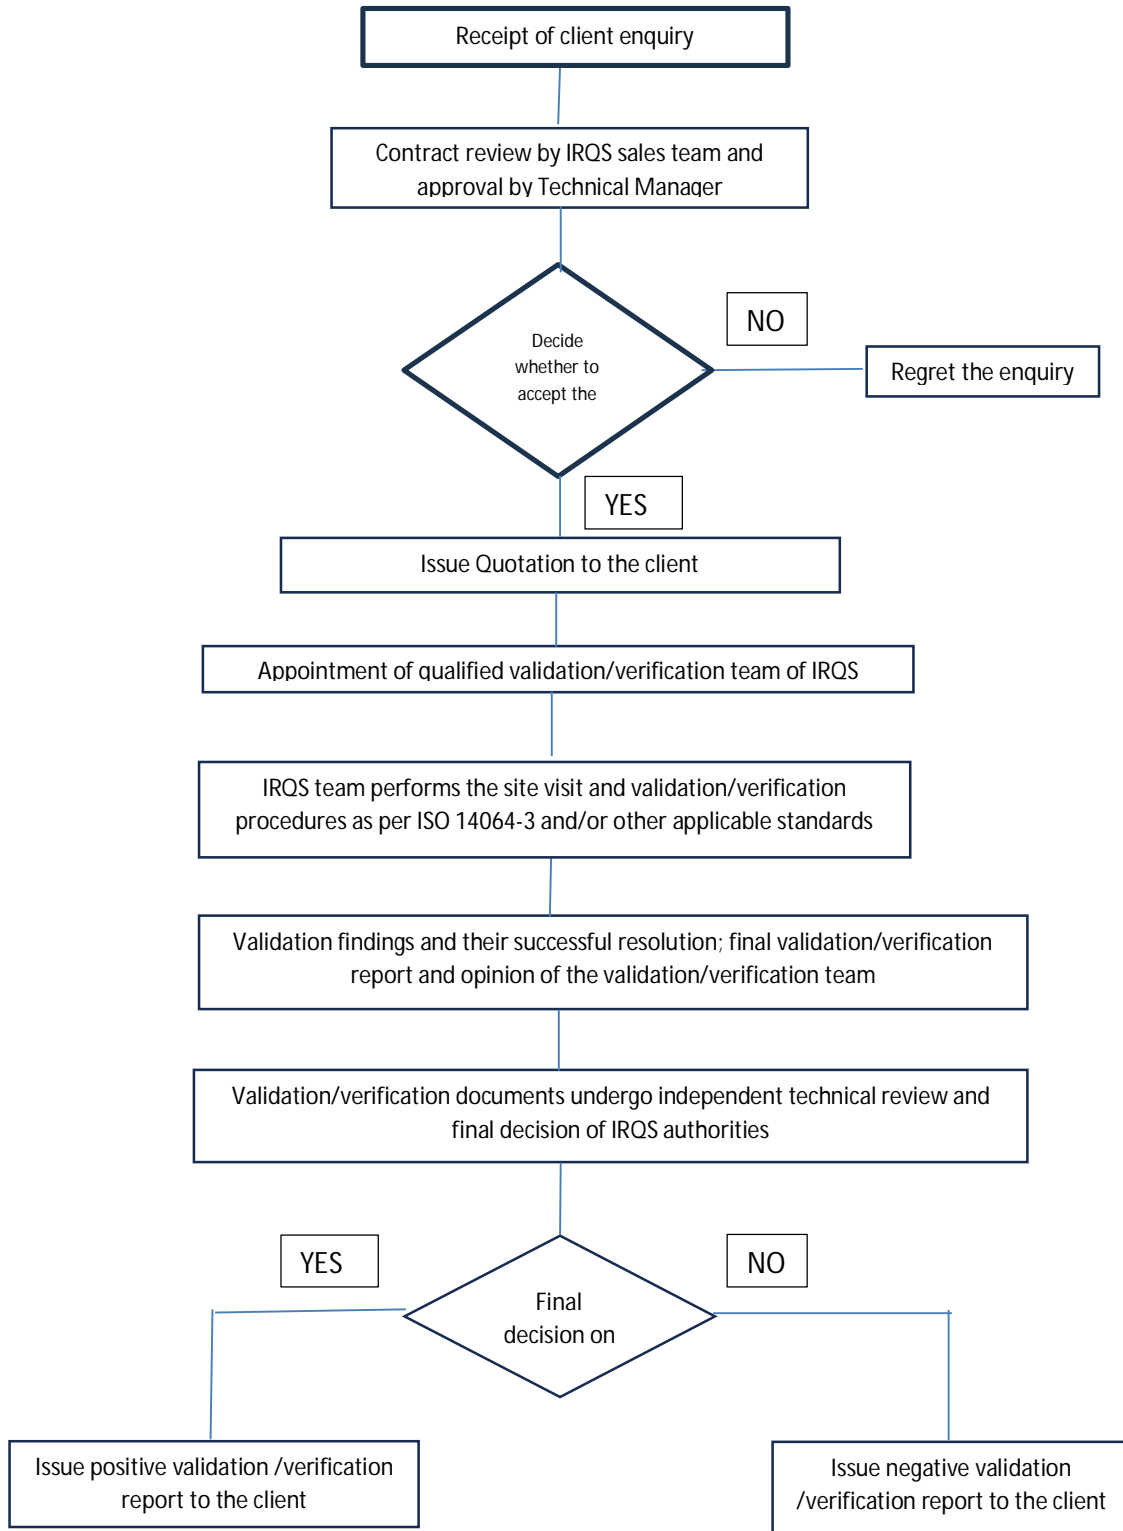 Receipt of client enquiry
Contract review by IRQS sales team and
approval by Technical Manager
Decide
whether to
accept the
NO
Regret the enquiry
YES
Issue Quotation to the client
Appointment of qualified validation/verification team of IRQS
IRQS team performs the site visit and validation/verification
procedures as per ISO 14064-3 and/or other applicable standards
Validation findings and their successful resolution; final validation/verification
report and opinion of the validation/verification team
Validation/verification documents undergo independent technical review and
final decision of IRQS authorities
YES
NO
Final
decision on
Issue positive validation /verification
report to the client
Issue negative validation
/verification report to the client